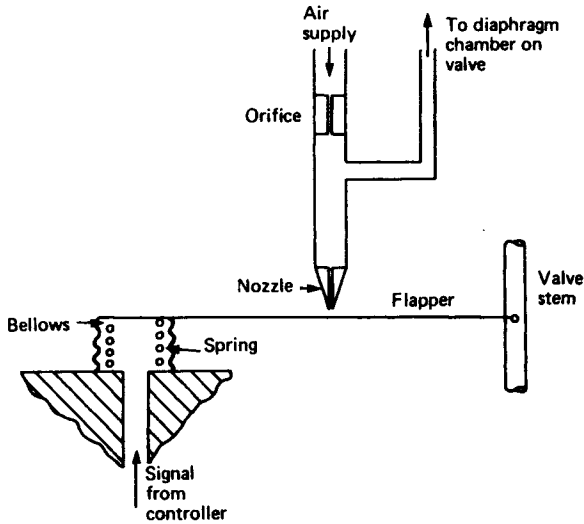 Air
supply
To diaphragm
chamber on
valve
Orifice
Nozzle
Flapper
Valve
stem
Bellows
Spring
Signal
from
controller